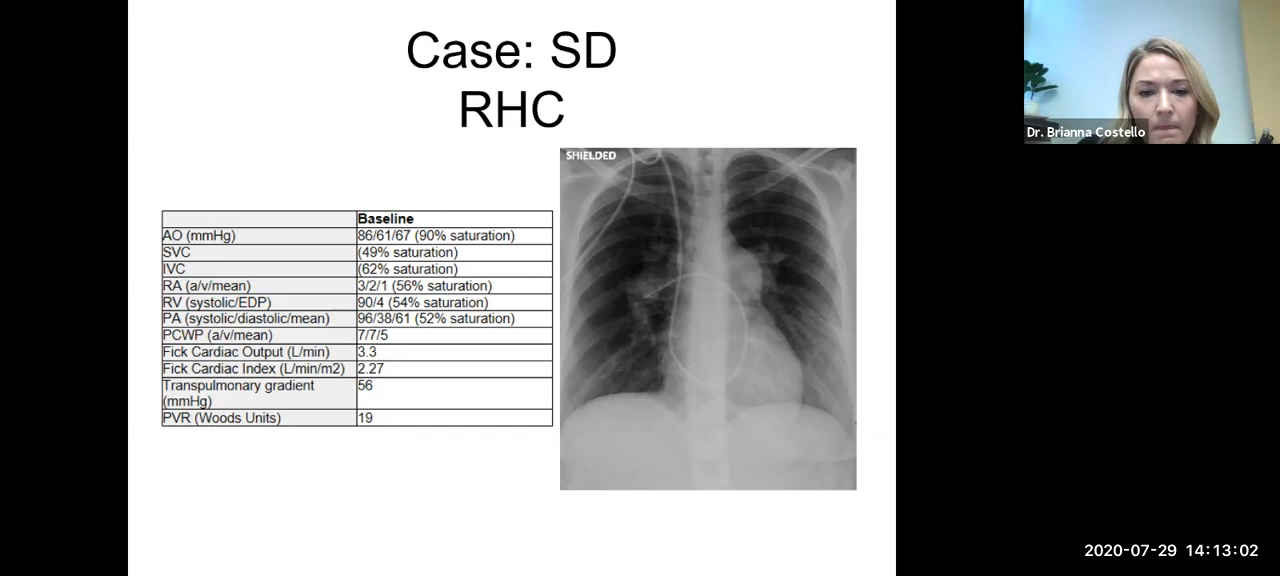 Case: SD
RHC
Dr. Brianna Costello
SHIELDED
Baseline
AO (mmHg) 86/61/67 (90% saturation)
SVC (49% saturation)
IVC (62% saturation)
RA (a/v/mean) 3/2/1 (56% saturation)
RV (systolic/EDP) 90/4 (54% saturation)
PA (systolic/diastolic/mean) 96/38/61 (52% saturation)
PCWP (a/v/mean) 7/7/5
Fick Cardiac Output (L/min) 3.3
Fick Cardiac Index (L/min/m2) 2.27
Transpulmonary gradient 56
(mmHg)
PVR (Woods Units) 19
2020-07-29 14:13:02